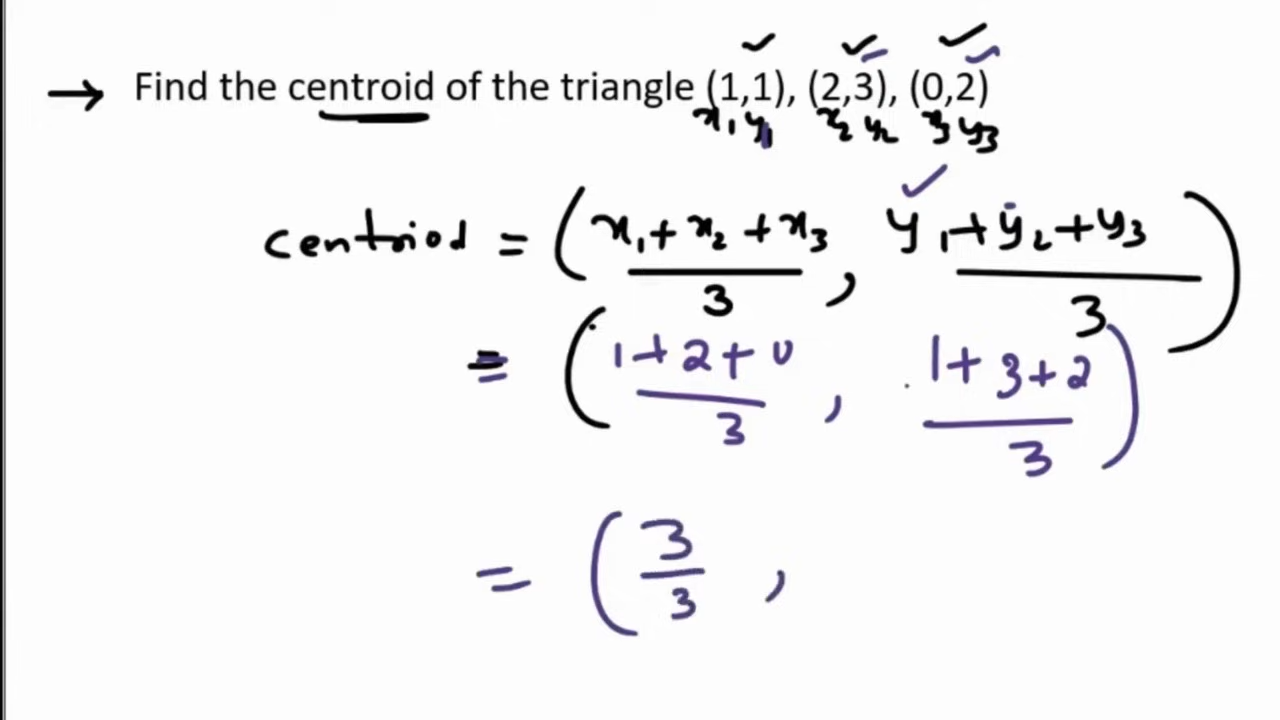 → Find the centroid of the triangle (1,1), (2,3), (0,2)
x₁ y₁ x₂ y₂ x₃ y₃
centriod = (x₁+x₂+x₃/3, y₁+y₂+y₃/3)
= (1+2+0/3, 1+3+2/3)
= (3/3,